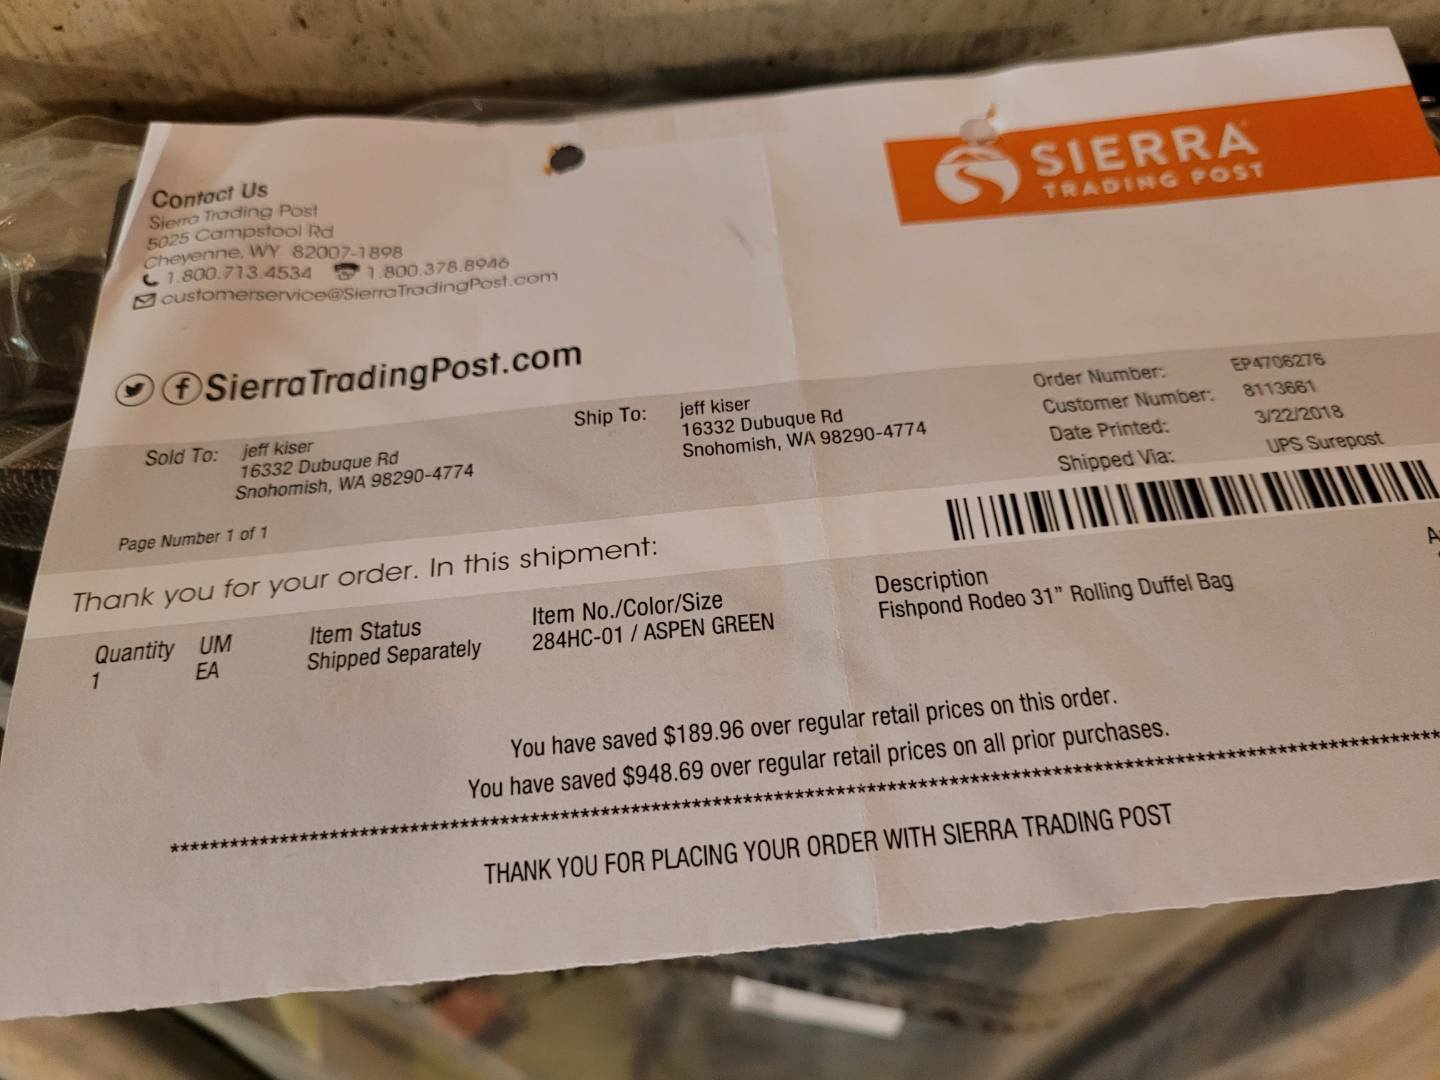 Contact Us
Sierra Trading Post
5025 Campstool Rd
Cheyenne, WY 82007-1898
1.800.713.4534 1.800.378.8946
customerservice@SierraTradingPost.com
SIERRA
TRADING POST
SierraTradingPost.com
Sold To: jeff kiser
16332 Dubuque Rd
Snohomish, WA 98290-4774
Ship To: jeff kiser
16332 Dubuque Rd
Snohomish, WA 98290-4774
Order Number: EP4706276
Customer Number: 8113661
Date Printed: 3/22/2018
Shipped Via: UPS Surepost
Page Number 1 of 1
Thank you for your order. In this shipment:
Quantity UM Item Status Item No./Color/Size Description
1 EA Shipped Separately 284HC-01 / ASPEN GREEN Fishpond Rodeo 31” Rolling Duffel Bag
You have saved $189.96 over regular retail prices on this order.
You have saved $948.69 over regular retail prices on all prior purchases.
THANK YOU FOR PLACING YOUR ORDER WITH SIERRA TRADING POST